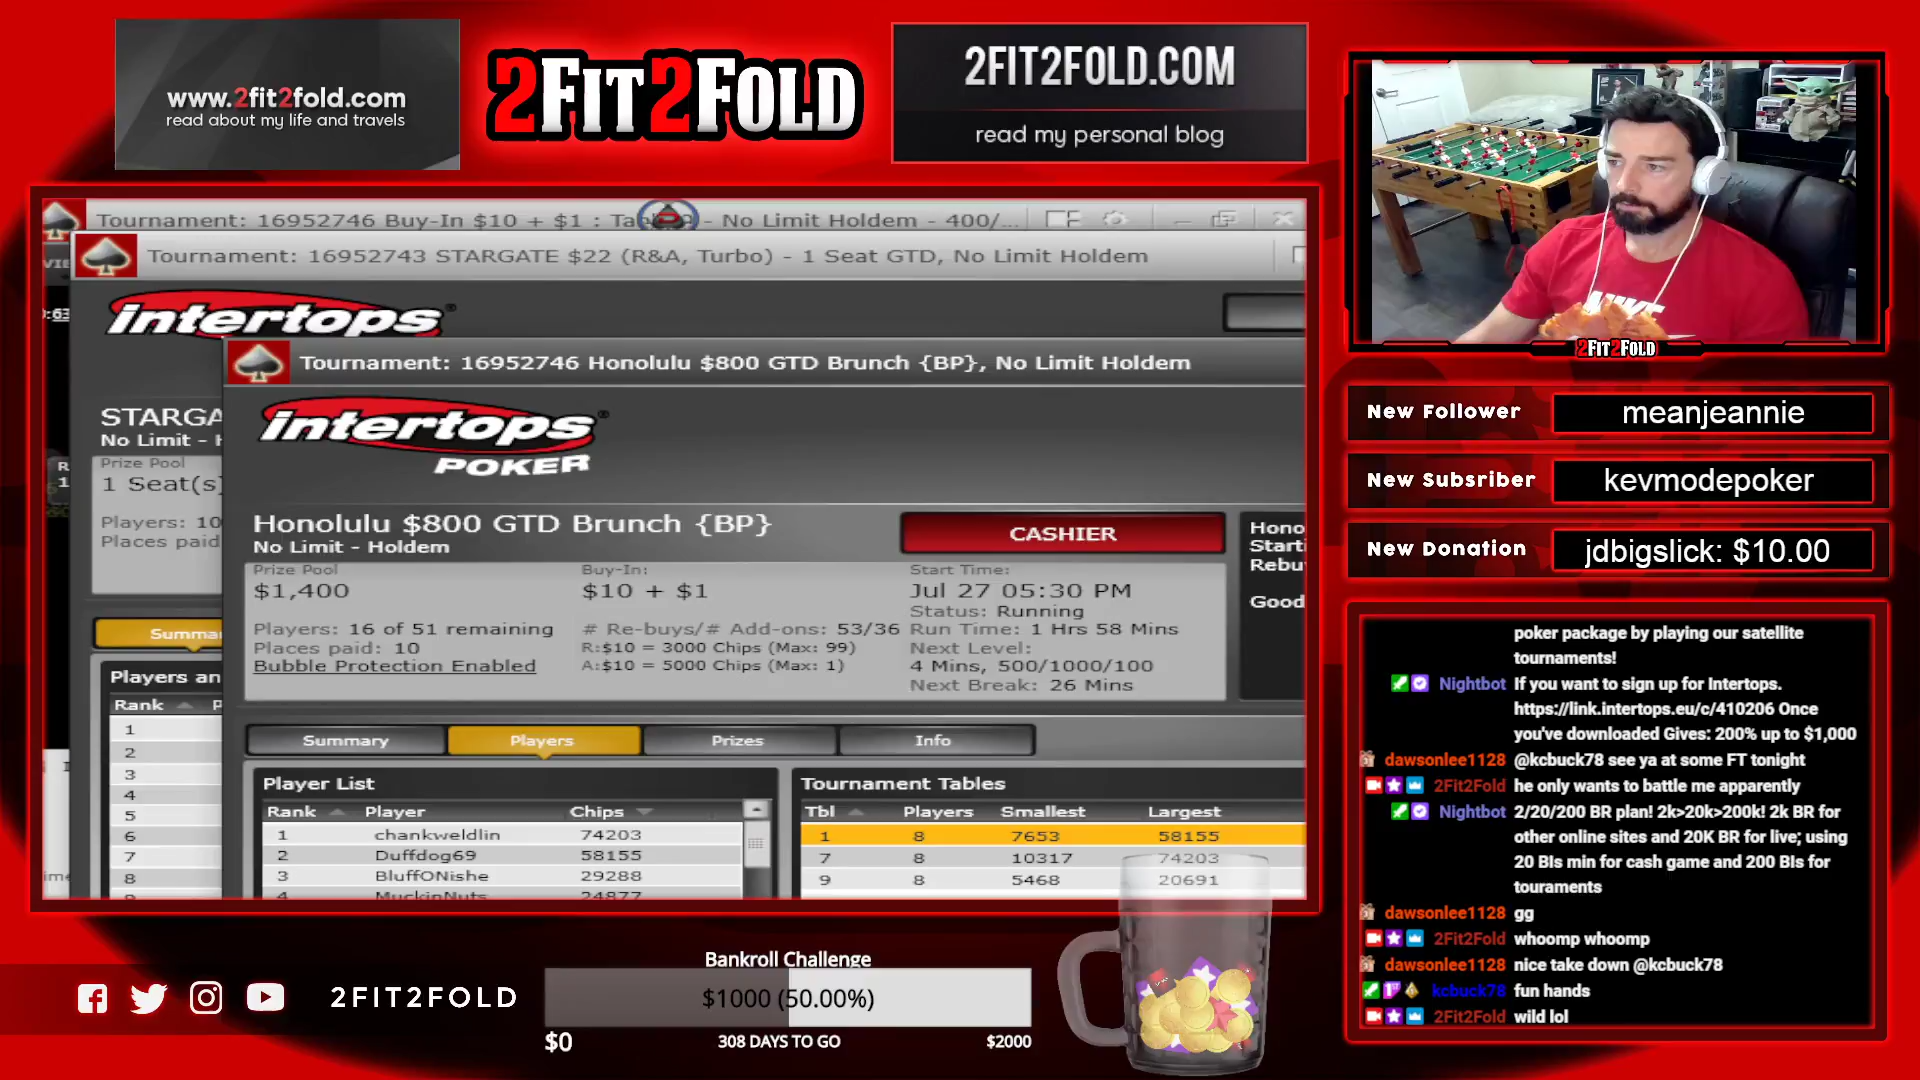 www.2fit2fold.com
read about my life and travels
2FIT2FOLD
2FIT2FOLD.COM
read my personal blog
Tournament: 16952746 Buy-In $10 + $1 : - No Limit Holdem - 400/...
Tournament: 16952743 STARGATE $22 (R&A, Turbo) - 1 Seat GTD, No Limit Holdem
intertops
Tournament: 16952746 Honolulu $800 GTD Brunch {BP}, No Limit Holdem
intertops
POKER
STARGA
No Limit - H
Prize Pool
1 Seat(s)
Players: 10
Places paid
Honolulu $800 GTD Brunch {BP}
No Limit - Holdem
CASHIER
Prize Pool
$1,400
Players: 16 of 51 remaining
Places paid: 10
Bubble Protection Enabled
Buy-In:
$10 + $1
# Re-buys/# Add-ons: 53/36
R:$10 = 3000 Chips (Max: 99)
A:$10 = 5000 Chips (Max: 1)
Start Time:
Jul 27 05:30 PM
Status: Running
Run Time: 1 Hrs 58 Mins
Next Level:
4 Mins, 500/1000/100
Next Break: 26 Mins
Hono
Starti
Rebu
Good
Summa
Players an
Rank
1
2
3
4
5
6
7
8
Summary
Players
Prizes
Info
Player List
Rank Player Chips
1 chankweldlin 74203
2 Duffdog69 58155
3 BluffONishe 29288
4 MuckinNuts 24877
Tournament Tables
Tbl Players Smallest Largest
1 8 7653 58155
7 8 10317 74203
9 8 5468 20691
NIKE
2FIT2FOLD
New Follower meanjeannie
New Subsriber kevmodepoker
New Donation jdbigslick: $10.00
poker package by playing our satellite
tournaments!
Nightbot If you want to sign up for Intertops.
https://link.intertops.eu/c/410206 Once
you've downloaded Gives: 200% up to $1,000
dawsonlee1128 @kcbuck78 see ya at some FT tonight
2Fit2Fold he only wants to battle me apparently
Nightbot 2/20/200 BR plan! 2k>20k>200k! 2k BR for
other online sites and 20K BR for live; using
20 BIs min for cash game and 200 BIs for
touraments
dawsonlee1128 gg
2Fit2Fold whoomp whoomp
dawsonlee1128 nice take down @kcbuck78
kcbuck78 fun hands
2Fit2Fold wild lol
2FIT2FOLD
Bankroll Challenge
$1000 (50.00%)
$0
308 DAYS TO GO
$2000